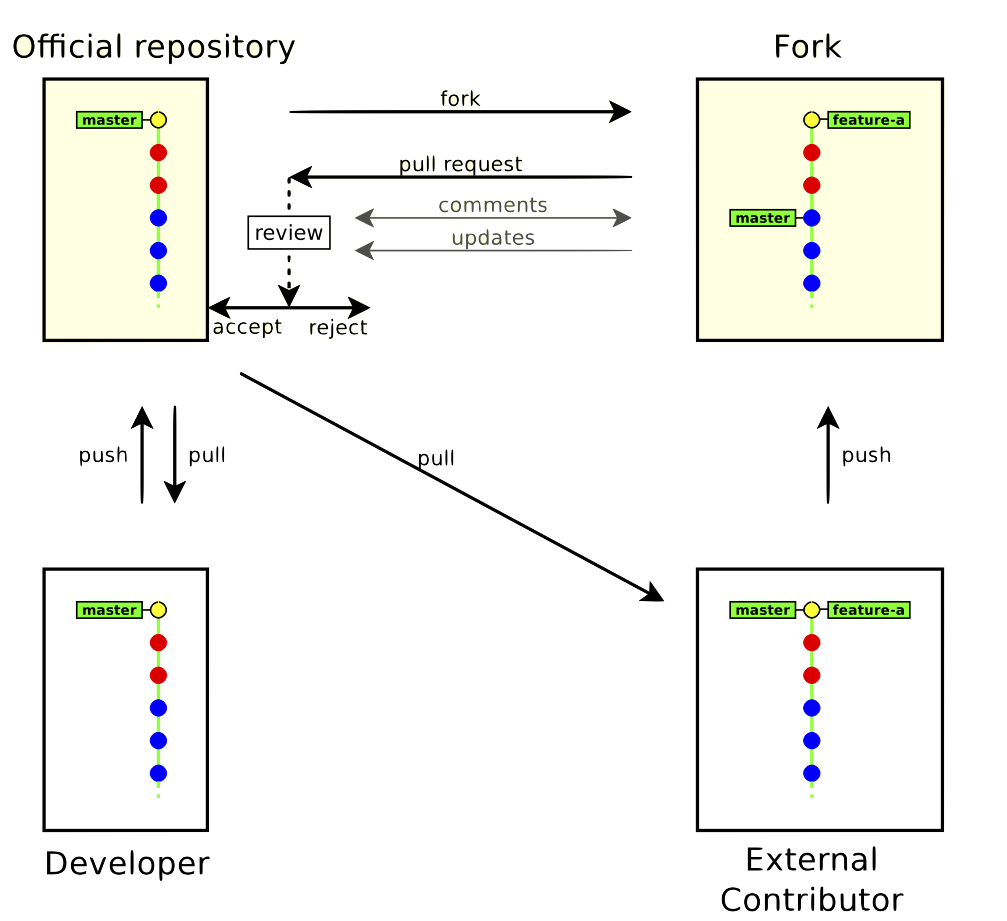 Official repository
Fork
master
fork
feature-a
pull request
comments
master
review
updates
accept
reject
push
pull
pull
push
master
master
feature-a
Developer
External
Contributor